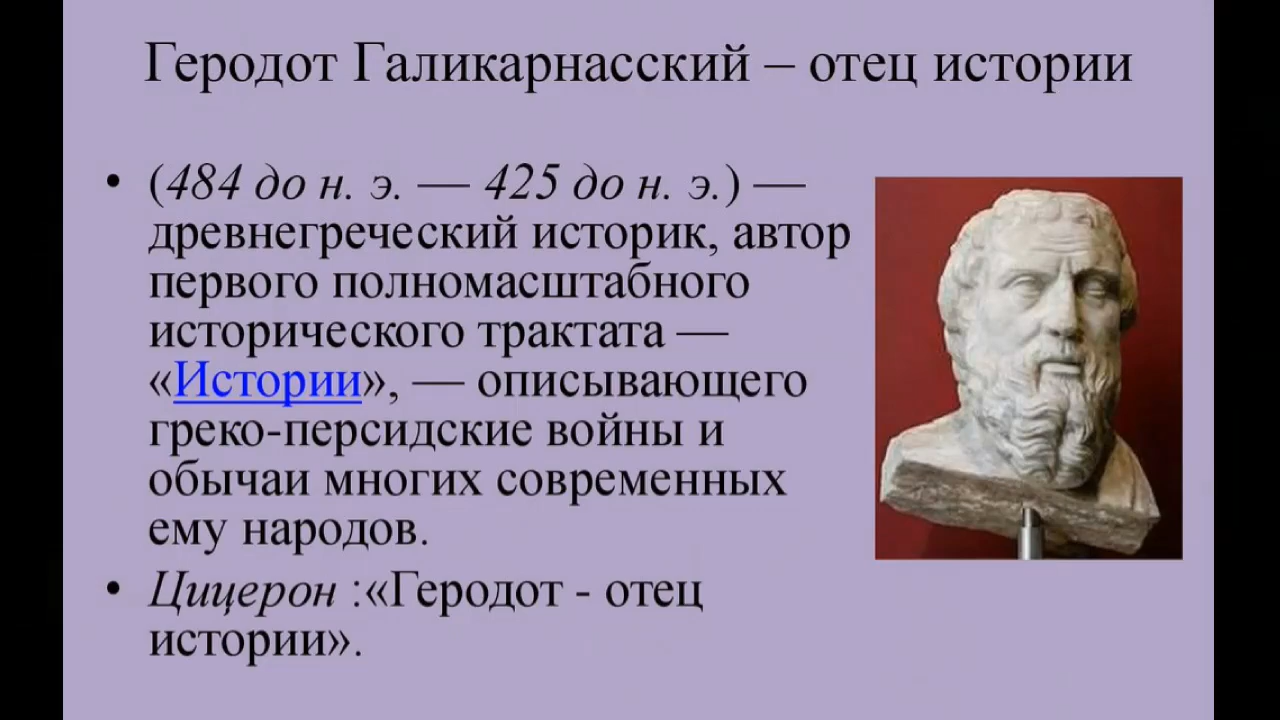 Геродот Галикарнасский – отец истории
• (484 до н. э. — 425 до н. э.) —
древнегреческий историк, автор
первого полномасштабного
исторического трактата —
«Истории», — описывающего
греко-персидские войны и
обычаи многих современных
ему народов.
• Цицерон :«Геродот - отец
истории».